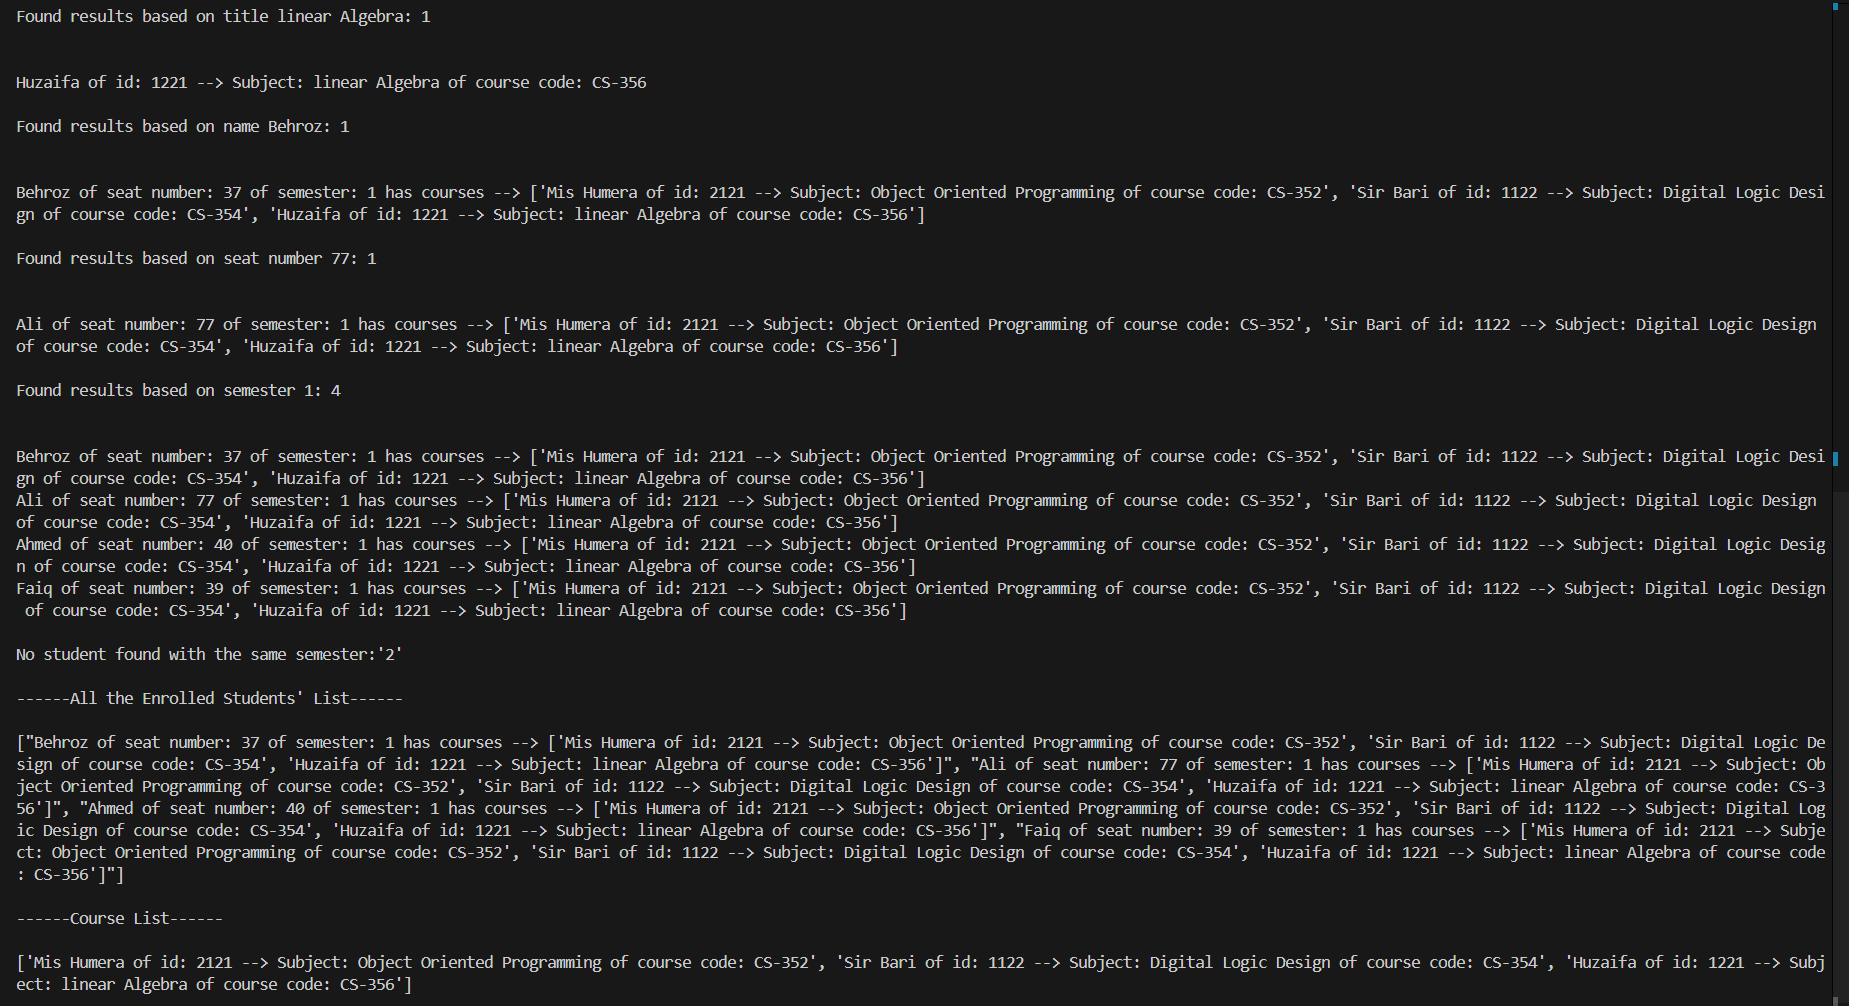 Found results based on title linear Algebra: 1
Huzaifa of id: 1221 --> Subject: linear Algebra of course code: CS-356
Found results based on name Behroz: 1
Behroz of seat number: 37 of semester: 1 has courses --> ['Mis Humera of id: 2121 --> Subject: Object Oriented Programming of course code: CS-352', 'Sir Bari of id: 1122 --> Subject: Digital Logic Desi
gn of course code: CS-354', 'Huzaifa of id: 1221 --> Subject: linear Algebra of course code: CS-356']
Found results based on seat number 77: 1
Ali of seat number: 77 of semester: 1 has courses --> ['Mis Humera of id: 2121 --> Subject: Object Oriented Programming of course code: CS-352', 'Sir Bari of id: 1122 --> Subject: Digital Logic Design
of course code: CS-354', 'Huzaifa of id: 1221 --> Subject: linear Algebra of course code: CS-356']
Found results based on semester 1: 4
Behroz of seat number: 37 of semester: 1 has courses --> ['Mis Humera of id: 2121 --> Subject: Object Oriented Programming of course code: CS-352', 'Sir Bari of id: 1122 --> Subject: Digital Logic Desi
gn of course code: CS-354', 'Huzaifa of id: 1221 --> Subject: linear Algebra of course code: CS-356']
Ali of seat number: 77 of semester: 1 has courses --> ['Mis Humera of id: 2121 --> Subject: Object Oriented Programming of course code: CS-352', 'Sir Bari of id: 1122 --> Subject: Digital Logic Design
of course code: CS-354', 'Huzaifa of id: 1221 --> Subject: linear Algebra of course code: CS-356']
Ahmed of seat number: 40 of semester: 1 has courses --> ['Mis Humera of id: 2121 --> Subject: Object Oriented Programming of course code: CS-352', 'Sir Bari of id: 1122 --> Subject: Digital Logic Desig
n of course code: CS-354', 'Huzaifa of id: 1221 --> Subject: linear Algebra of course code: CS-356']
Faiq of seat number: 39 of semester: 1 has courses --> ['Mis Humera of id: 2121 --> Subject: Object Oriented Programming of course code: CS-352', 'Sir Bari of id: 1122 --> Subject: Digital Logic Design
of course code: CS-354', 'Huzaifa of id: 1221 --> Subject: linear Algebra of course code: CS-356']
No student found with the same semester:'2'
------All the Enrolled Students' List------
["Behroz of seat number: 37 of semester: 1 has courses --> ['Mis Humera of id: 2121 --> Subject: Object Oriented Programming of course code: CS-352', 'Sir Bari of id: 1122 --> Subject: Digital Logic De
sign of course code: CS-354', 'Huzaifa of id: 1221 --> Subject: linear Algebra of course code: CS-356']", "Ali of seat number: 77 of semester: 1 has courses --> ['Mis Humera of id: 2121 --> Subject: Ob
ject Oriented Programming of course code: CS-352', 'Sir Bari of id: 1122 --> Subject: Digital Logic Design of course code: CS-354', 'Huzaifa of id: 1221 --> Subject: linear Algebra of course code: CS-3
56']", "Ahmed of seat number: 40 of semester: 1 has courses --> ['Mis Humera of id: 2121 --> Subject: Object Oriented Programming of course code: CS-352', 'Sir Bari of id: 1122 --> Subject: Digital Log
ic Design of course code: CS-354', 'Huzaifa of id: 1221 --> Subject: linear Algebra of course code: CS-356']", "Faiq of seat number: 39 of semester: 1 has courses --> ['Mis Humera of id: 2121 --> Subje
ct: Object Oriented Programming of course code: CS-352', 'Sir Bari of id: 1122 --> Subject: Digital Logic Design of course code: CS-354', 'Huzaifa of id: 1221 --> Subject: linear Algebra of course code
: CS-356']"]
------Course List------
['Mis Humera of id: 2121 --> Subject: Object Oriented Programming of course code: CS-352', 'Sir Bari of id: 1122 --> Subject: Digital Logic Design of course code: CS-354', 'Huzaifa of id: 1221 --> Subj
ect: linear Algebra of course code: CS-356']